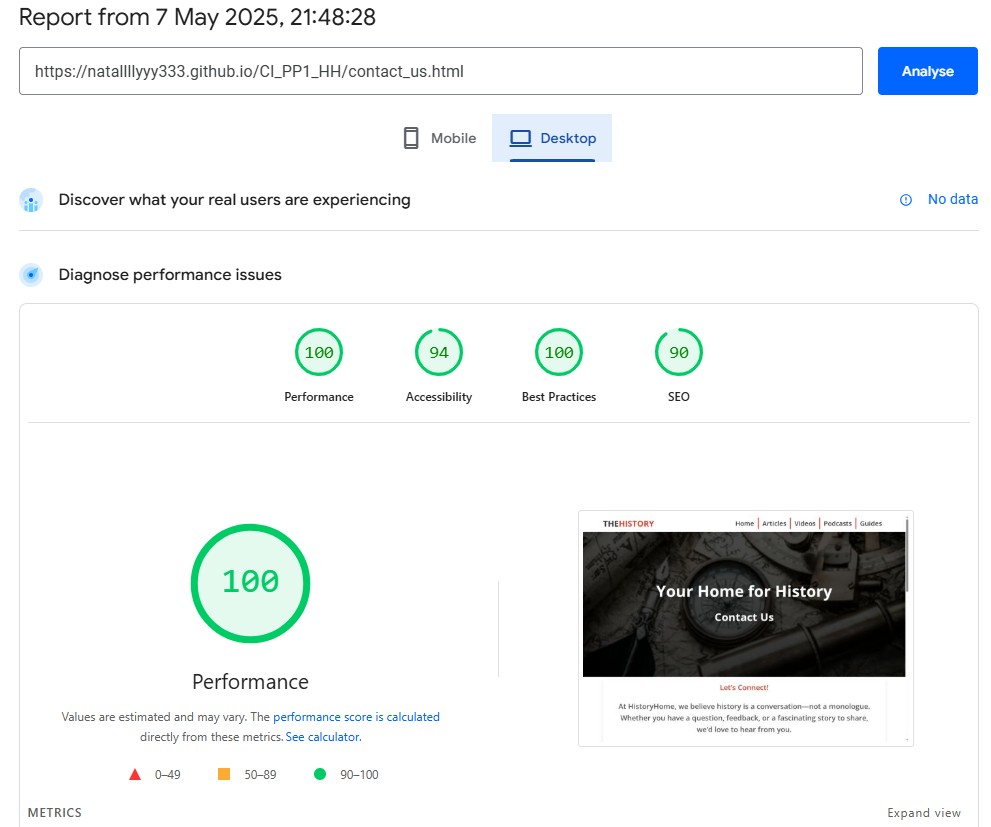 Report from 7 May 2025, 21:48:28
https://natallllyyy333.github.io/CI_PP1_HH/contact_us.html
Analyse
Mobile
Desktop
Discover what your real users are experiencing
No data
Diagnose performance issues
100
94
100
90
Performance
Accessibility
Best Practices
SEO
100
Performance
Values are estimated and may vary. The performance score is calculated
directly from these metrics. See calculator.
0–49
50–89
90–100
THEHISTORY
Home
Articles
Videos
Podcasts
Guides
Your Home for History
Contact Us
Let's Connect!
At HistoryHome, we believe history is a conversation—not a monologue.
Whether you have a question, feedback, or a fascinating story to share,
we'd love to hear from you.
METRICS
Expand view